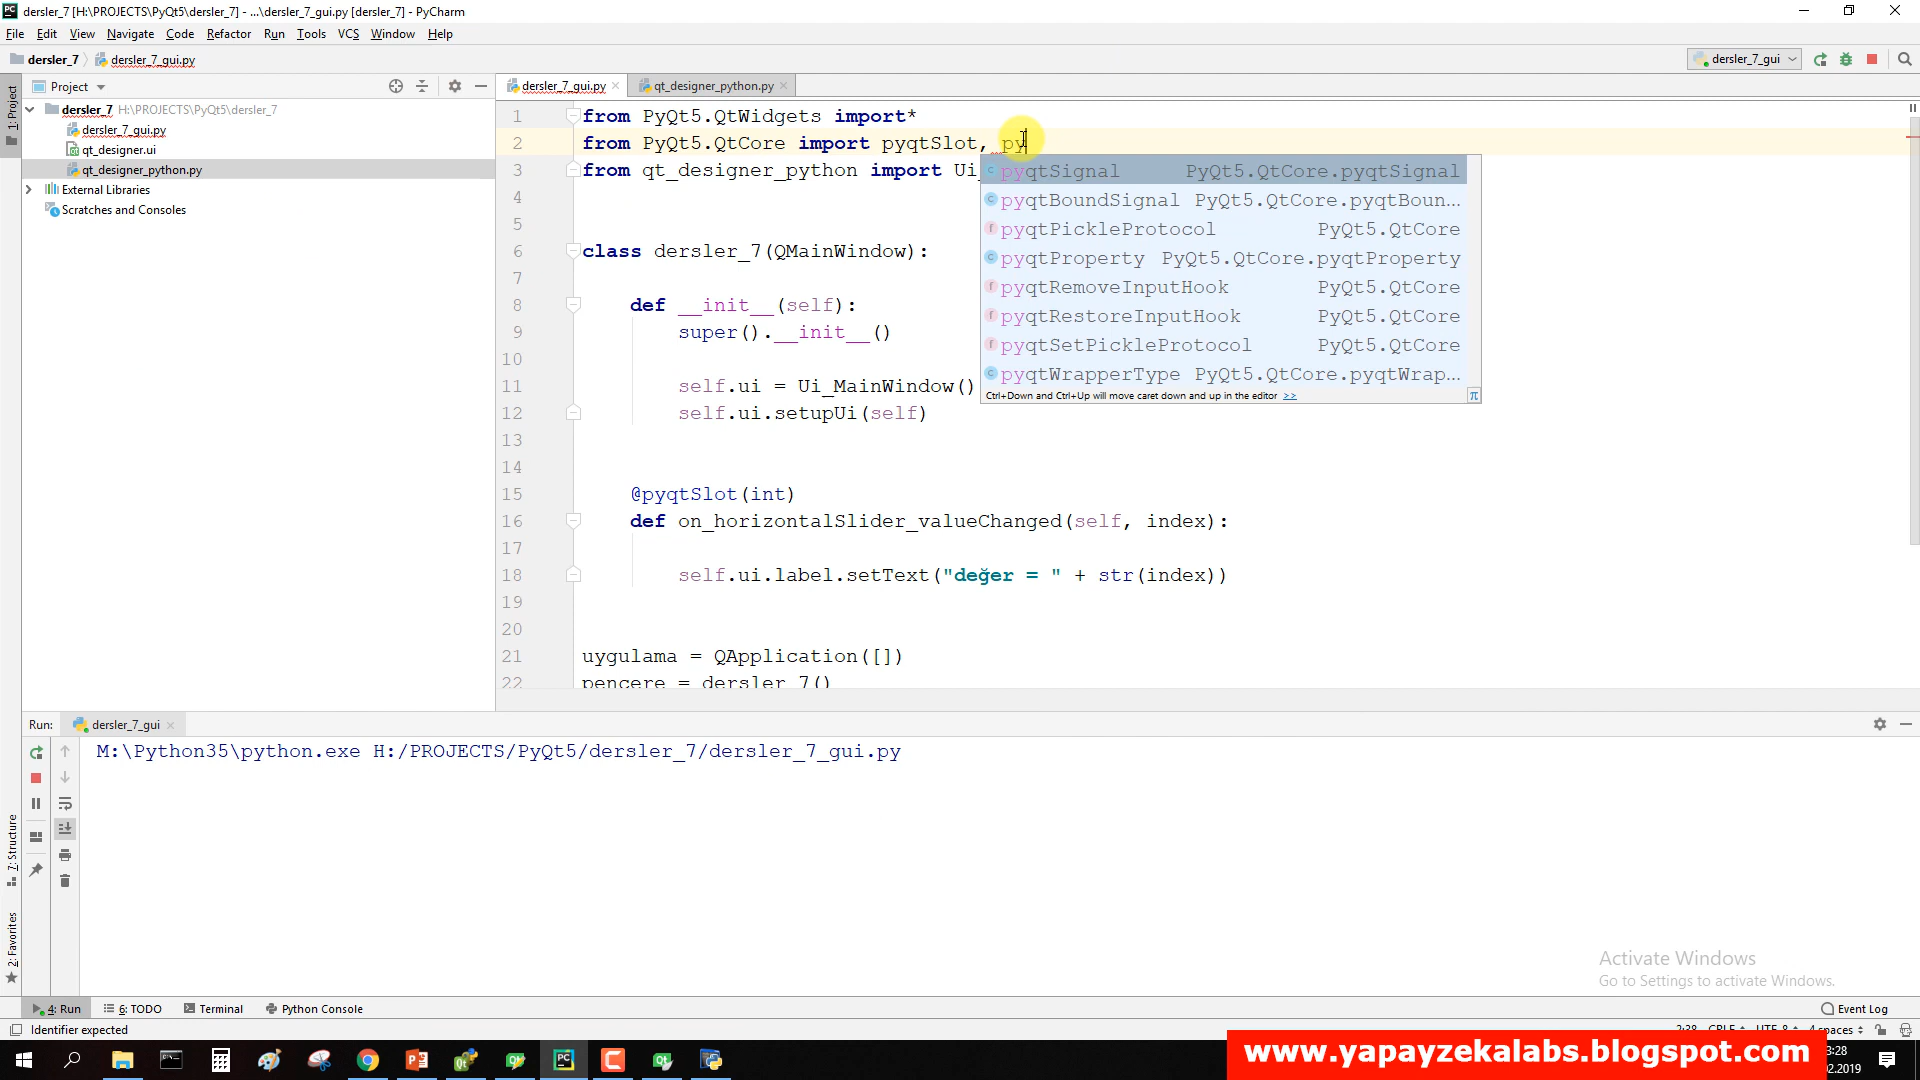 dersler_7 [H:\PROJECTS\PyQt5\dersler_7] - ...\dersler_7_gui.py [dersler_7] - PyCharm
File Edit View Navigate Code Refactor Run Tools VCS Window Help
dersler_7 dersler_7_gui.py dersler_7_gui
Project dersler_7_gui.py qt_designer_python.py
1: Project
dersler_7 H:\PROJECTS\PyQt5\dersler_7
dersler_7_gui.py
qt_designer.ui
qt_designer_python.py
External Libraries
Scratches and Consoles
1 from PyQt5.QtWidgets import*
2 from PyQt5.QtCore import pyqtSlot, py
3 from qt_designer_python import Ui_
4
5
6 class dersler_7(QMainWindow):
7
8 def __init__(self):
9 super().__init__()
10
11 self.ui = Ui_MainWindow()
12 self.ui.setupUi(self)
13
14
15 @pyqtSlot(int)
16 def on_horizontalSlider_valueChanged(self, index):
17
18 self.ui.label.setText("değer = " + str(index))
19
20
21 uygulama = QApplication([])
22 pencere = dersler_7()
pyqtSignal PyQt5.QtCore.pyqtSignal
pyqtBoundSignal PyQt5.QtCore.pyqtBoun...
pyqtPickleProtocol PyQt5.QtCore
pyqtProperty PyQt5.QtCore.pyqtProperty
pyqtRemoveInputHook PyQt5.QtCore
pyqtRestoreInputHook PyQt5.QtCore
pyqtSetPickleProtocol PyQt5.QtCore
pyqtWrapperType PyQt5.QtCore.pyqtWrap...
Ctrl+Down and Ctrl+Up will move caret down and up in the editor >> π
Run: dersler_7_gui
M:\Python35\python.exe H:/PROJECTS/PyQt5/dersler_7/dersler_7_gui.py
7: Structure
2: Favorites
Activate Windows
Go to Settings to activate Windows.
4: Run 6: TODO Terminal Python Console Event Log
Identifier expected 4 spaces
www.yapayzekalabs.blogspot.com